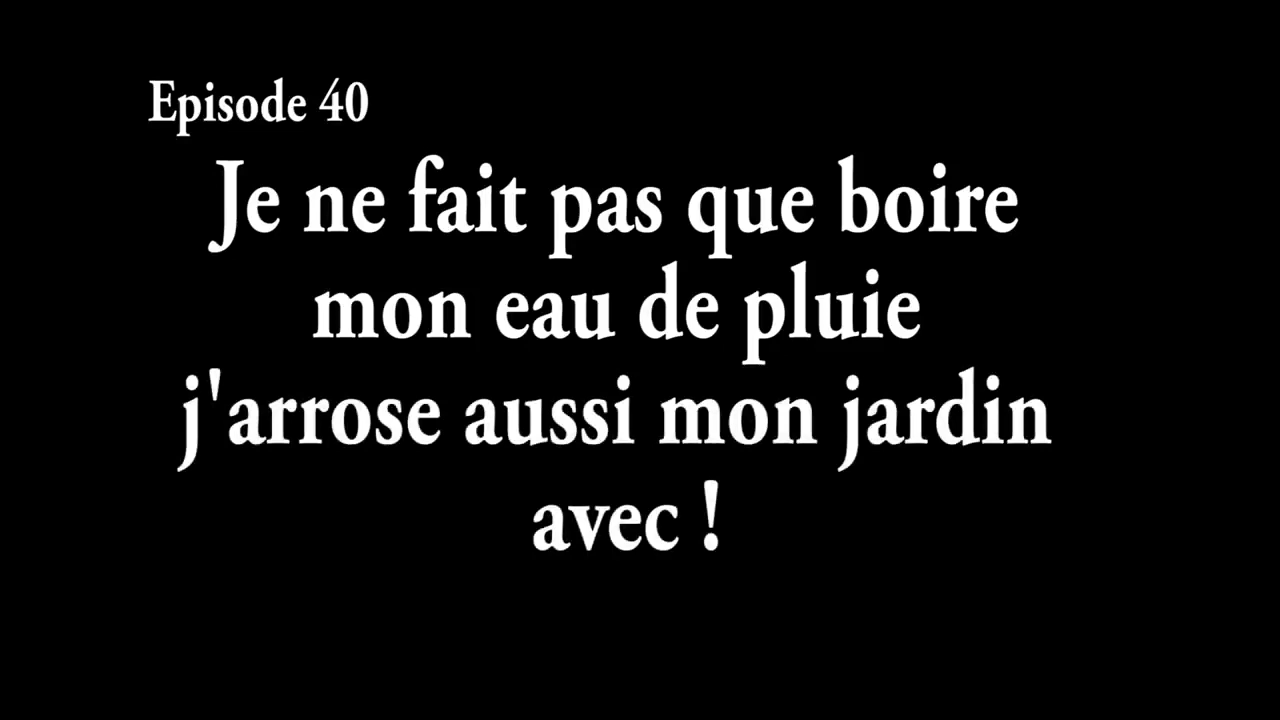 Episode 40
Je ne fait pas que boire
mon eau de pluie
j'arrose aussi mon jardin
avec !